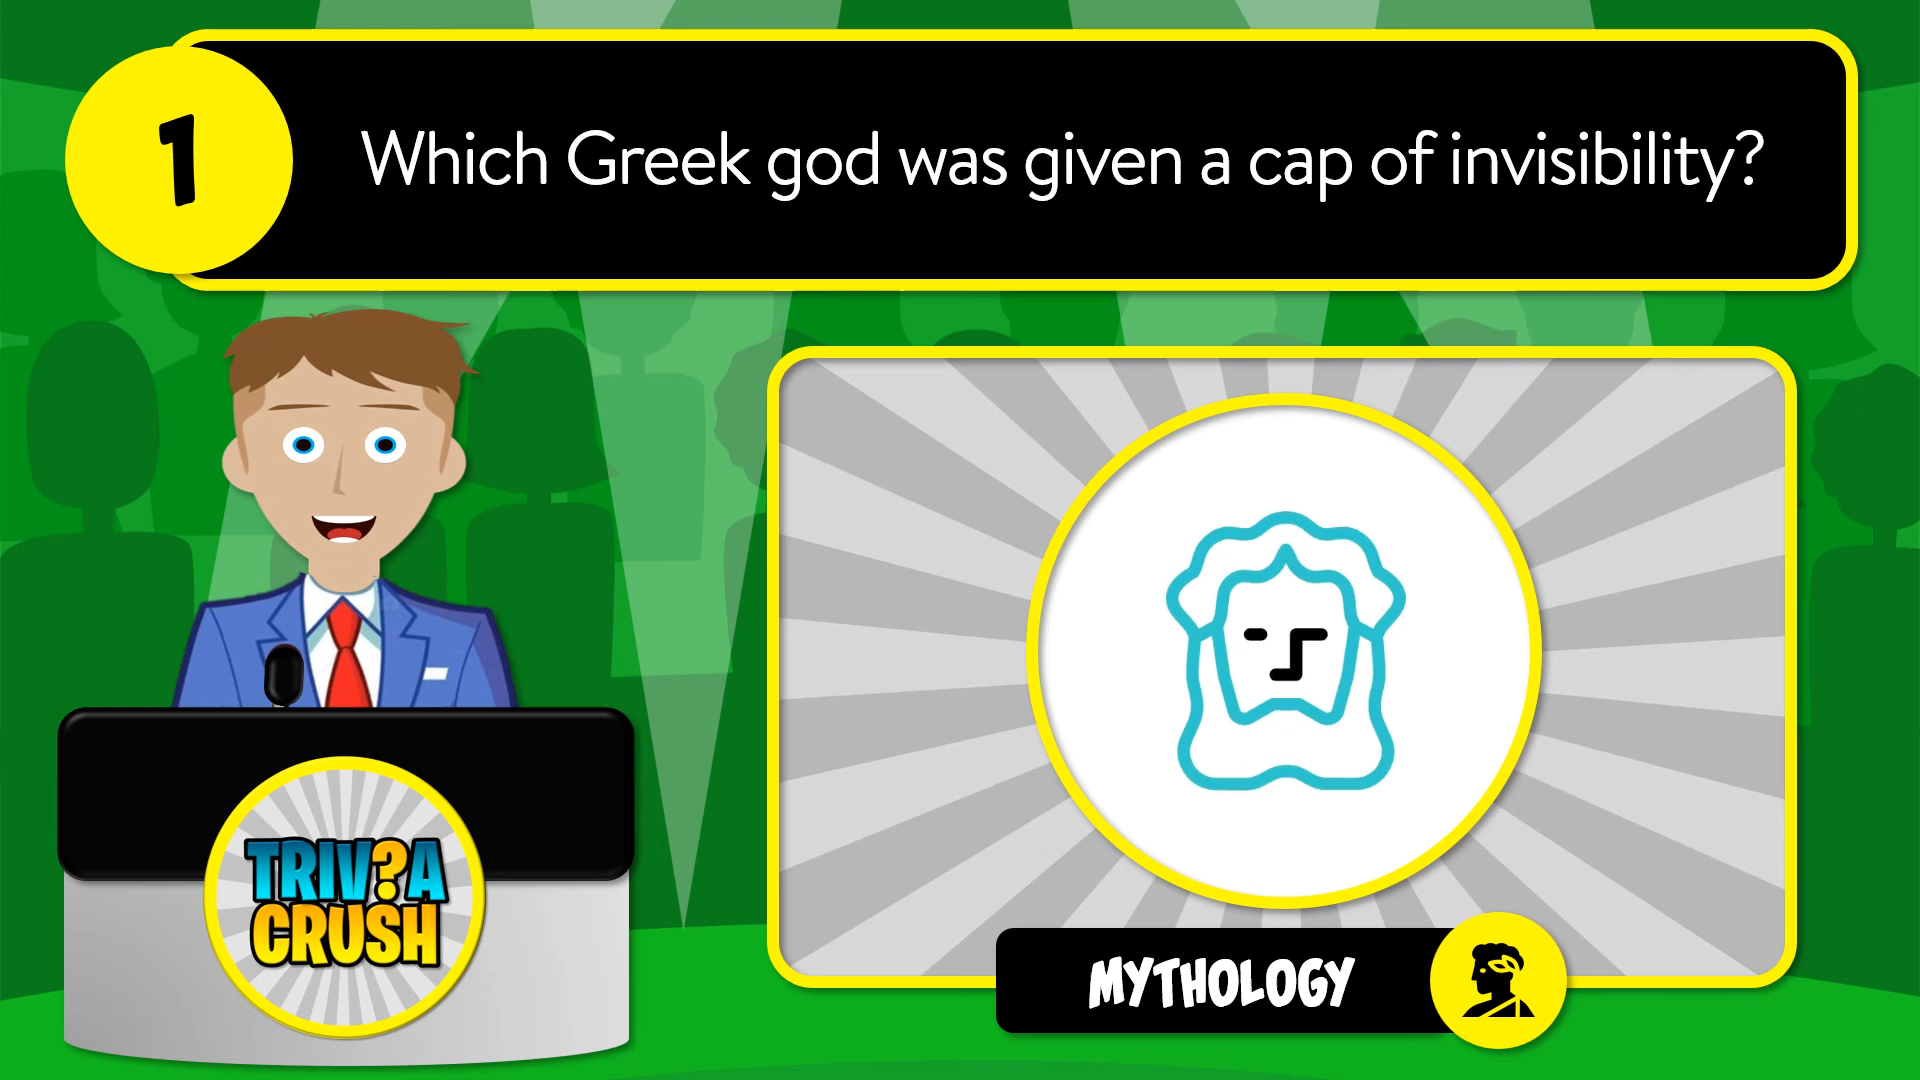 1
Which Greek god was given a cap of invisibility?
TRIV?A
CRUSH
MYTHOLOGY